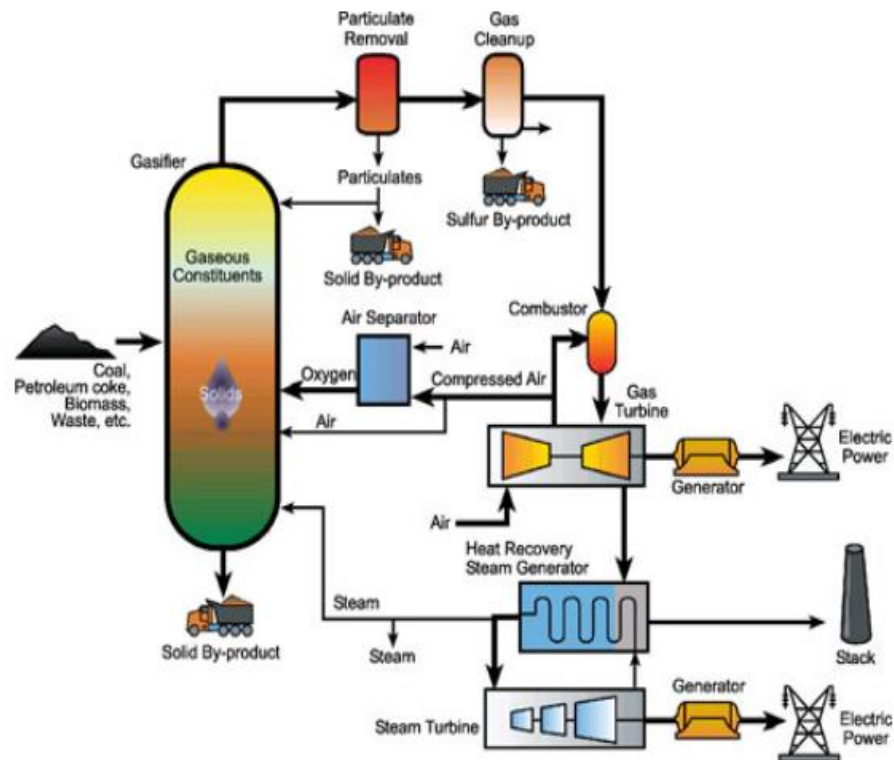 Particulate
Removal
Gas
Cleanup
Gasifier
Particulates
Sulfur By-product
Gaseous
Constituents
Solid By-product
Combustor
Air Separator
Air
Coal,
Petroleum coke,
Biomass,
Waste, etc.
Solids
Oxygen
Compressed Air
Gas
Turbine
Air
Electric
Power
Generator
Air
Heat Recovery
Steam Generator
Steam
Solid By-product
Steam
Stack
Generator
Steam Turbine
Electric
Power